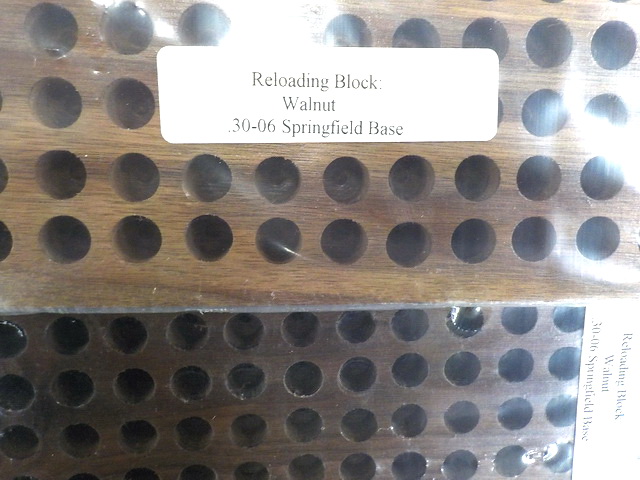 Reloading Block:
Walnut
.30-06 Springfield Base
Reloading Block
Walnut
.30-06 Springfield Base